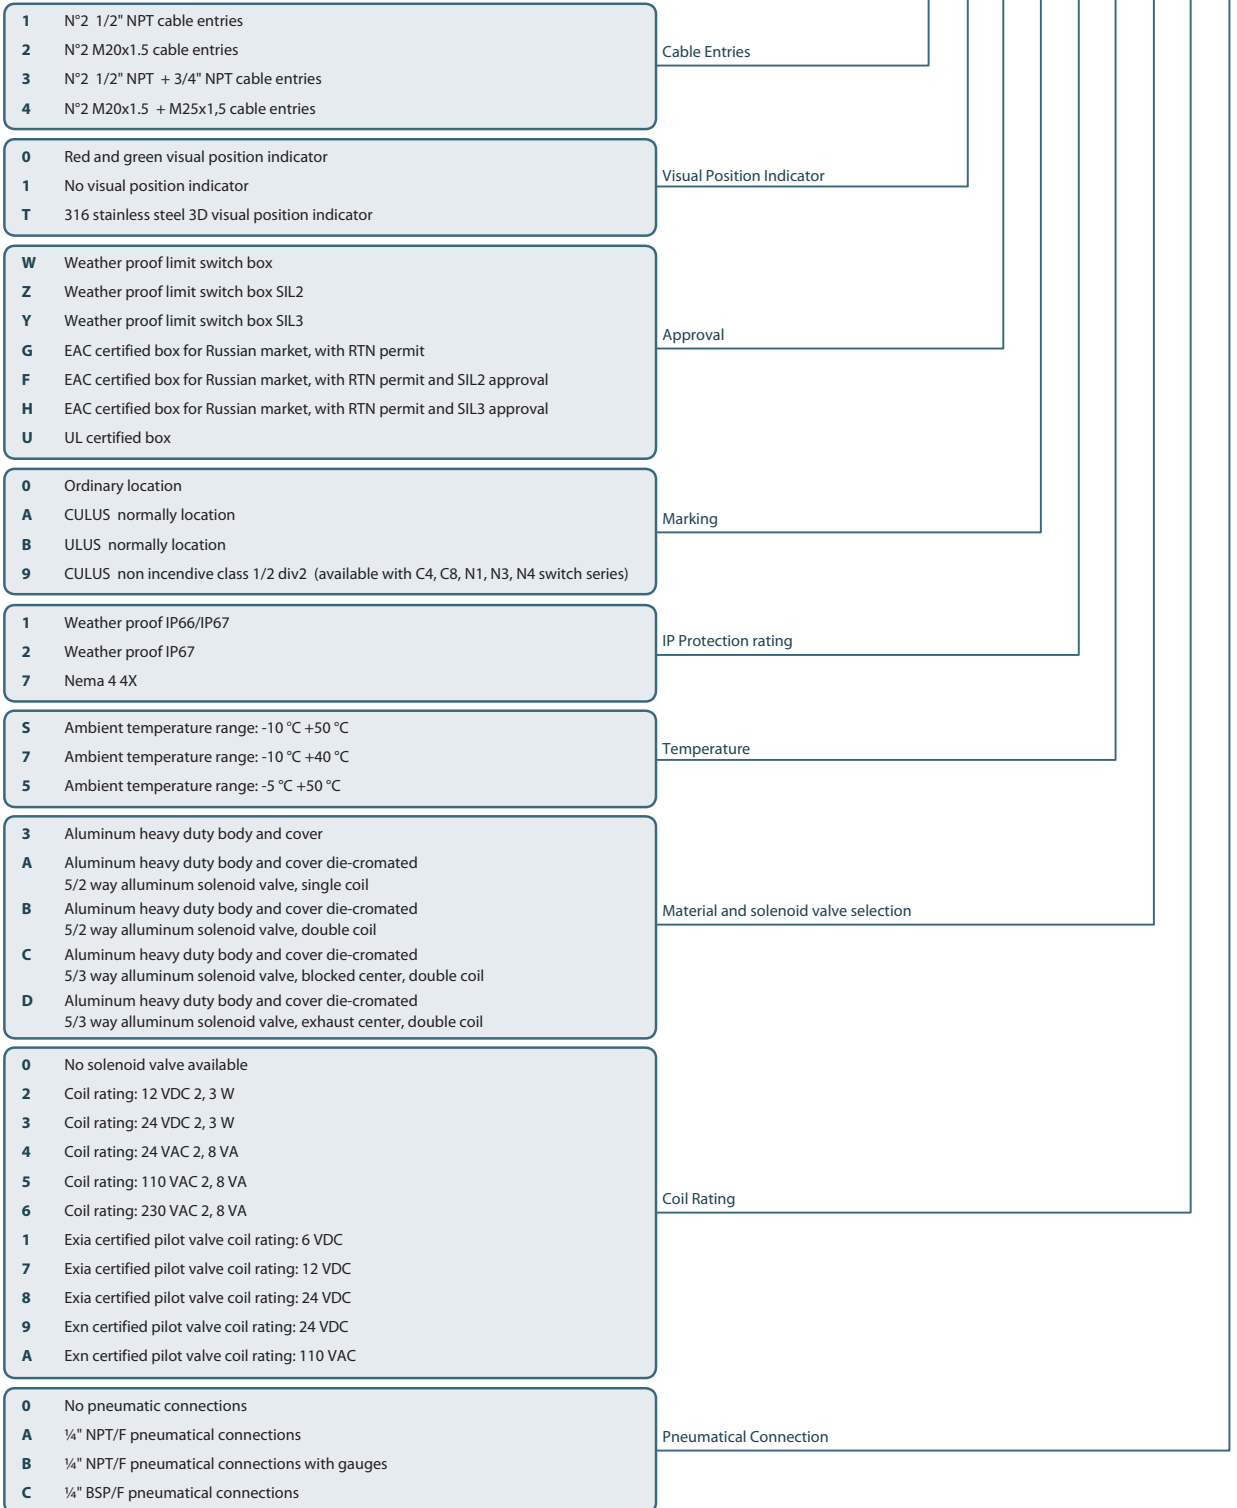 1 N°2 1/2" NPT cable entries
2 N°2 M20x1.5 cable entries
3 N°2 1/2" NPT + 3/4" NPT cable entries
4 N°2 M20x1.5 + M25x1,5 cable entries
Cable Entries
0 Red and green visual position indicator
1 No visual position indicator
T 316 stainless steel 3D visual position indicator
Visual Position Indicator
W Weather proof limit switch box
Z Weather proof limit switch box SIL2
Y Weather proof limit switch box SIL3
G EAC certified box for Russian market, with RTN permit
F EAC certified box for Russian market, with RTN permit and SIL2 approval
H EAC certified box for Russian market, with RTN permit and SIL3 approval
U UL certified box
Approval
0 Ordinary location
A CULUS normally location
B ULUS normally location
9 CULUS non incendive class 1/2 div2 (available with C4, C8, N1, N3, N4 switch series)
Marking
1 Weather proof IP66/IP67
2 Weather proof IP67
7 Nema 4 4X
IP Protection rating
S Ambient temperature range: -10 °C +50 °C
7 Ambient temperature range: -10 °C +40 °C
5 Ambient temperature range: -5 °C +50 °C
Temperature
3 Aluminum heavy duty body and cover
A Aluminum heavy duty body and cover die-cromated
5/2 way alluminum solenoid valve, single coil
B Aluminum heavy duty body and cover die-cromated
5/2 way alluminum solenoid valve, double coil
C Aluminum heavy duty body and cover die-cromated
5/3 way alluminum solenoid valve, blocked center, double coil
D Aluminum heavy duty body and cover die-cromated
5/3 way alluminum solenoid valve, exhaust center, double coil
Material and solenoid valve selection
0 No solenoid valve available
2 Coil rating: 12 VDC 2, 3 W
3 Coil rating: 24 VDC 2, 3 W
4 Coil rating: 24 VAC 2, 8 VA
5 Coil rating: 110 VAC 2, 8 VA
6 Coil rating: 230 VAC 2, 8 VA
1 Exia certified pilot valve coil rating: 6 VDC
7 Exia certified pilot valve coil rating: 12 VDC
8 Exia certified pilot valve coil rating: 24 VDC
9 Exn certified pilot valve coil rating: 24 VDC
A Exn certified pilot valve coil rating: 110 VAC
Coil Rating
0 No pneumatic connections
A ¼" NPT/F pneumatical connections
B ¼" NPT/F pneumatical connections with gauges
C ¼" BSP/F pneumatical connections
Pneumatical Connection